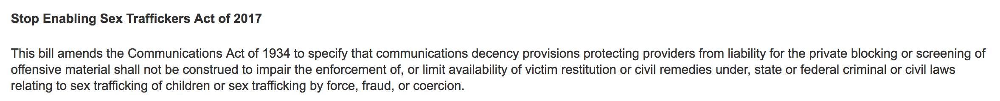 Stop Enabling Sex Traffickers Act of 2017
This bill amends the Communications Act of 1934 to specify that communications decency provisions protecting providers from liability for the private blocking or screening of
offensive material shall not be construed to impair the enforcement of, or limit availability of victim restitution or civil remedies under, state or federal criminal or civil laws
relating to sex trafficking of children or sex trafficking by force, fraud, or coercion.